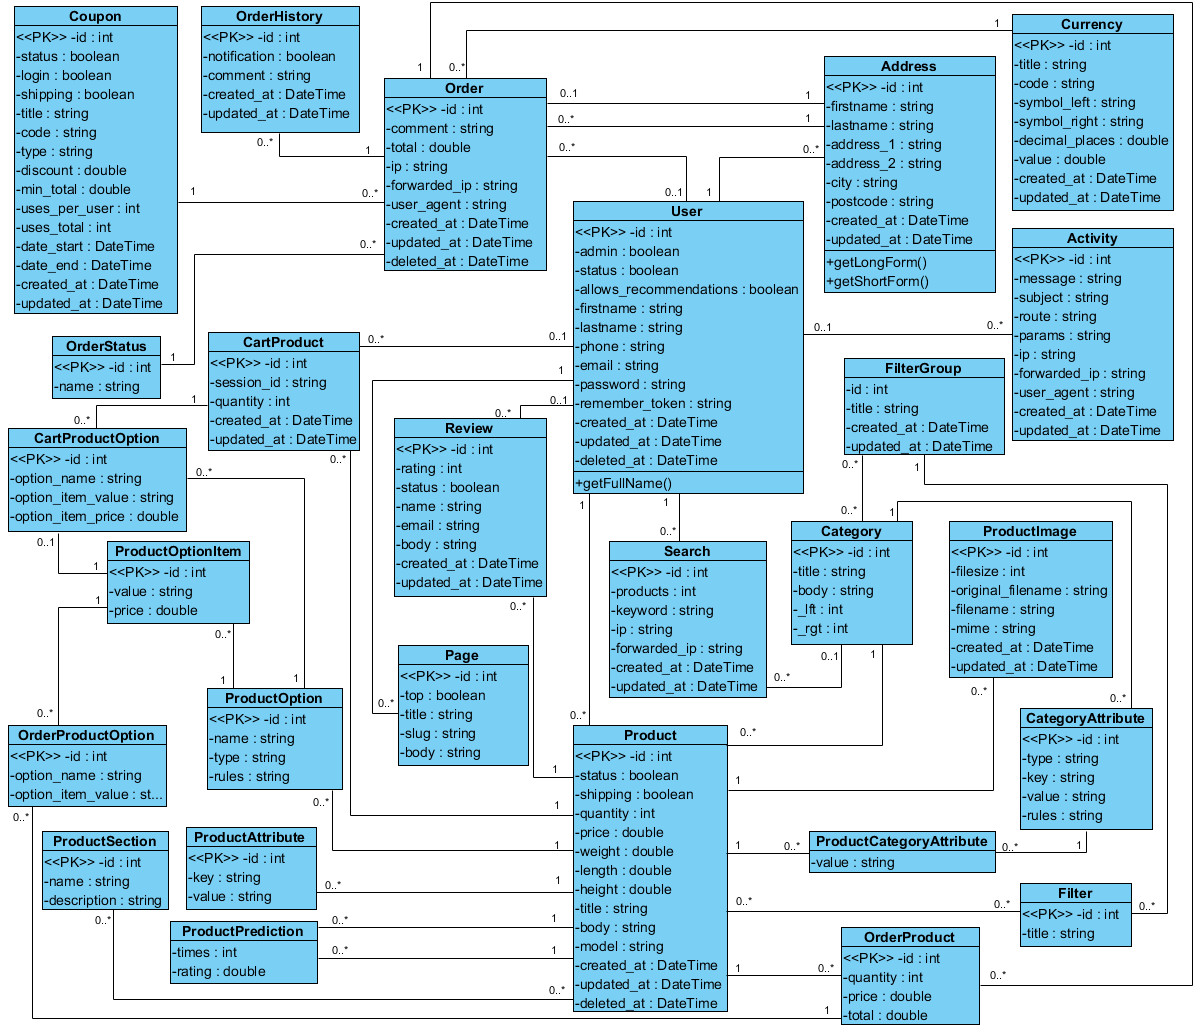 Coupon
<<PK>> -id : int
-status : boolean
-login : boolean
-shipping : boolean
-title : string
-code : string
-type : string
-discount : double
-min_total : double
-uses_per_user : int
-uses_total : int
-date_start : DateTime
-date_end : DateTime
-created_at : DateTime
-updated_at : DateTime
OrderHistory
<<PK>> -id : int
-notification : boolean
-comment : string
-created_at : DateTime
-updated_at : DateTime
0..*
1
1
0..*
1
Order
<<PK>> -id : int
-comment : string
-total : double
-ip : string
-forwarded_ip : string
-user_agent : string
-created_at : DateTime
-updated_at : DateTime
-deleted_at : DateTime
1
0..*
0..*
0..1
1
0..*
1
0..*
0..1
1
0..*
Address
<<PK>> -id : int
-firstname : string
-lastname : string
-address_1 : string
-address_2 : string
-city : string
-postcode : string
-created_at : DateTime
-updated_at : DateTime
+getLongForm()
+getShortForm()
Currency
<<PK>> -id : int
-title : string
-code : string
-symbol_left : string
-symbol_right : string
-decimal_places : double
-value : double
-created_at : DateTime
-updated_at : DateTime
User
<<PK>> -id : int
-admin : boolean
-status : boolean
-allows_recommendations : boolean
-firstname : string
-lastname : string
-phone : string
-email : string
-password : string
-remember_token : string
-created_at : DateTime
-updated_at : DateTime
-deleted_at : DateTime
+getFullName()
0..1
0..*
Activity
<<PK>> -id : int
-message : string
-subject : string
-route : string
-params : string
-ip : string
-forwarded_ip : string
-user_agent : string
-created_at : DateTime
-updated_at : DateTime
OrderStatus
<<PK>> -id : int
-name : string
1
CartProduct
<<PK>> -id : int
-session_id : string
-quantity : int
-created_at : DateTime
-updated_at : DateTime
0..*
0..1
1
0..*
1
0..1
0..*
0..*
FilterGroup
-id : int
-title : string
-created_at : DateTime
-updated_at : DateTime
0..*
1
CartProductOption
<<PK>> -id : int
-option_name : string
-option_item_value : string
-option_item_price : double
0..*
0..1
1
Review
<<PK>> -id : int
-rating : int
-status : boolean
-name : string
-email : string
-body : string
-created_at : DateTime
-updated_at : DateTime
0..*
1
1
0..*
0..*
1
Search
<<PK>> -id : int
-products : int
-keyword : string
-ip : string
-forwarded_ip : string
-created_at : DateTime
-updated_at : DateTime
0..*
Category
<<PK>> -id : int
-title : string
-body : string
-_lft : int
-_rgt : int
0..1
1
ProductImage
<<PK>> -id : int
-filesize : int
-original_filename : string
-filename : string
-mime : string
-created_at : DateTime
-updated_at : DateTime
0..*
0..*
ProductOptionItem
<<PK>> -id : int
-value : string
-price : double
1
0..*
1
1
0..*
Page
<<PK>> -id : int
-top : boolean
-title : string
-slug : string
-body : string
0..*
ProductOption
<<PK>> -id : int
-name : string
-type : string
-rules : string
0..*
OrderProductOption
<<PK>> -id : int
-option_name : string
-option_item_value : st...
0..*
Product
<<PK>> -id : int
-status : boolean
-shipping : boolean
-quantity : int
-price : double
-weight : double
-length : double
-height : double
-title : string
-body : string
-model : string
-created_at : DateTime
-updated_at : DateTime
-deleted_at : DateTime
0..*
0..*
1
1
1
1
1
1
1
0..*
1
0..*
0..*
0..*
1
0..*
CategoryAttribute
<<PK>> -id : int
-type : string
-key : string
-value : string
-rules : string
ProductCategoryAttribute
-value : string
0..*
1
ProductSection
<<PK>> -id : int
-name : string
-description : string
0..*
ProductAttribute
<<PK>> -id : int
-key : string
-value : string
0..*
ProductPrediction
-times : int
-rating : double
0..*
0..*
Filter
<<PK>> -id : int
-title : string
0..*
OrderProduct
<<PK>> -id : int
-quantity : int
-price : double
-total : double
0..*
1